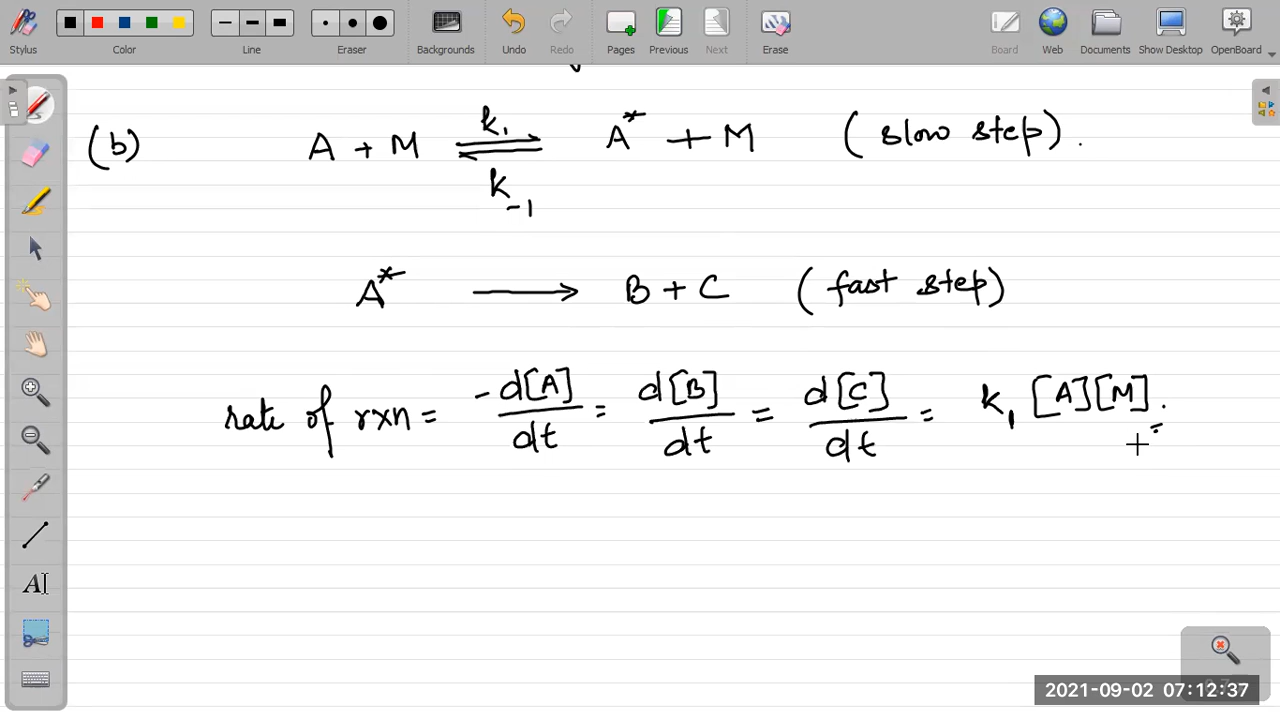 Stylus Color Line Eraser Backgrounds Undo Redo Pages Previous Next Erase Board Web Documents Show Desktop OpenBoard
(b) A + M ⇌ A* + M (slow step).
k₁
k₋₁
A* ⟶ B + C (fast step)
rate of rxn = -d[A]/dt = d[B]/dt = d[C]/dt = k₁ [A][M].
2021-09-02 07:12:37